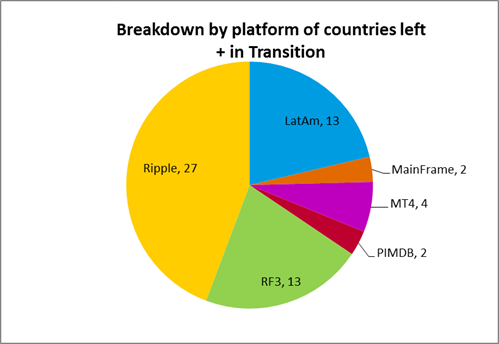 Breakdown by platform of countries left
+ in Transition
LatAm, 13
MainFrame, 2
MT4, 4
PIMDB, 2
RF3, 13
Ripple, 27